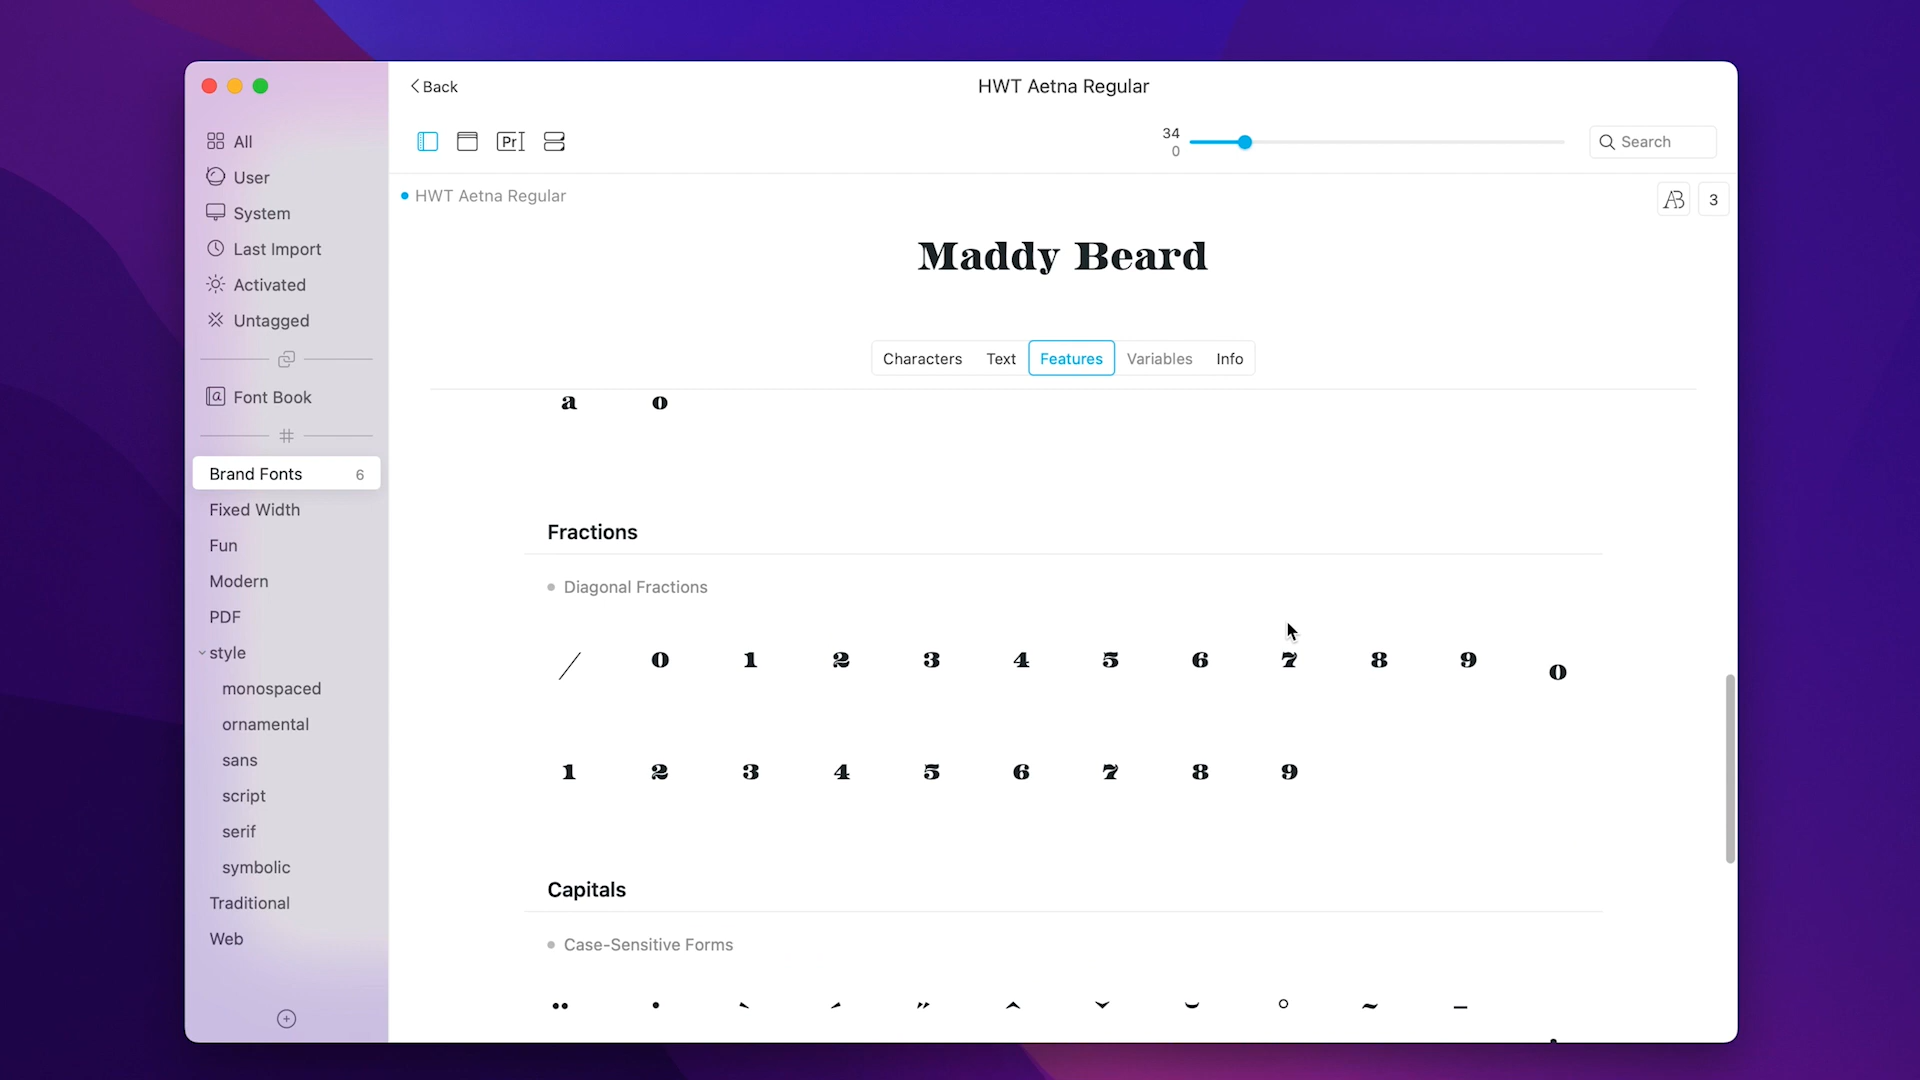 Back
HWT Aetna Regular
All
User
System
Last Import
Activated
Untagged
Font Book
Brand Fonts 6
Fixed Width
Fun
Modern
PDF
style
monospaced
ornamental
sans
script
serif
symbolic
Traditional
Web
Pr
34
0
Search
HWT Aetna Regular
AB
3
Maddy Beard
Characters Text Features Variables Info
a o
Fractions
Diagonal Fractions
/ 0 1 2 3 4 5 6 7 8 9 0
1 2 3 4 5 6 7 8 9
Capitals
Case-Sensitive Forms